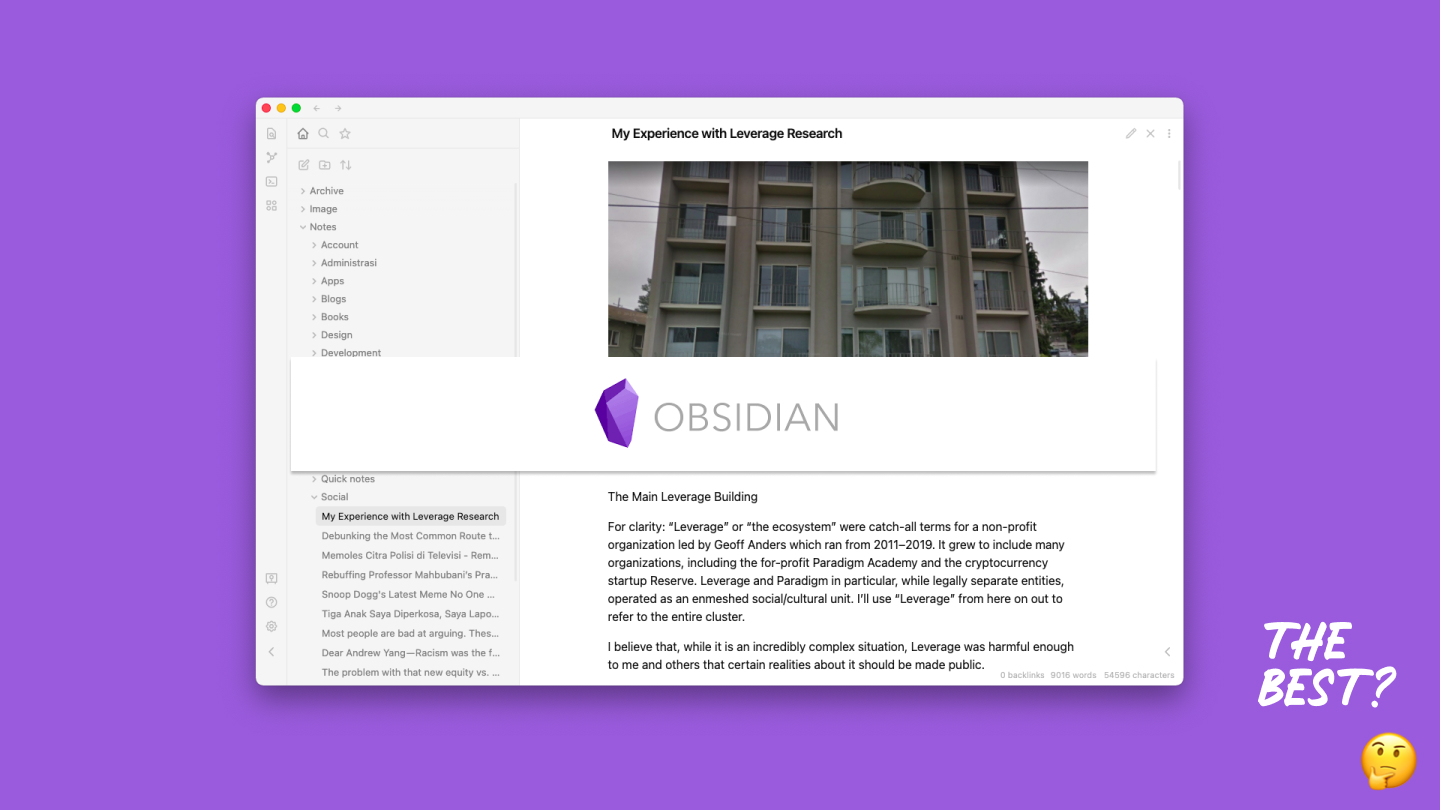 My Experience with Leverage Research
Archive
Image
Notes
Account
Administrasi
Apps
Blogs
Books
Design
Development
OBSIDIAN
Quick notes
Social
My Experience with Leverage Research
Debunking the Most Common Route t...
Memoles Citra Polisi di Televisi - Rem...
Rebuffing Professor Mahbubani's Pra...
Snoop Dogg's Latest Meme No One ...
Tiga Anak Saya Diperkosa, Saya Lapo...
Most people are bad at arguing. Thes...
Dear Andrew Yang—Racism was the f...
The problem with that new equity vs. ...
The Main Leverage Building
For clarity: “Leverage” or “the ecosystem” were catch-all terms for a non-profit
organization led by Geoff Anders which ran from 2011–2019. It grew to include many
organizations, including the for-profit Paradigm Academy and the cryptocurrency
startup Reserve. Leverage and Paradigm in particular, while legally separate entities,
operated as an enmeshed social/cultural unit. I'll use “Leverage” from here on out to
refer to the entire cluster.
I believe that, while it is an incredibly complex situation, Leverage was harmful enough
to me and others that certain realities about it should be made public.
0 backlinks 9016 words 54596 characters
THE
BEST?